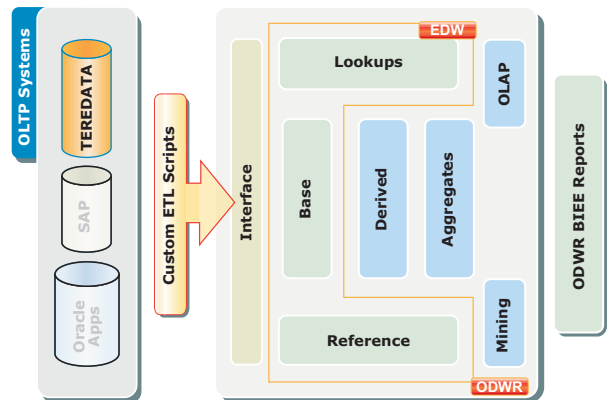 OLTP Systems
TEREDATA
SAP
Oracle
Apps
Custom ETL Scripts
Interface
EDW
Lookups
Base
Derived
Aggregates
Reference
OLAP
Mining
ODWR
ODWR BIEE Reports